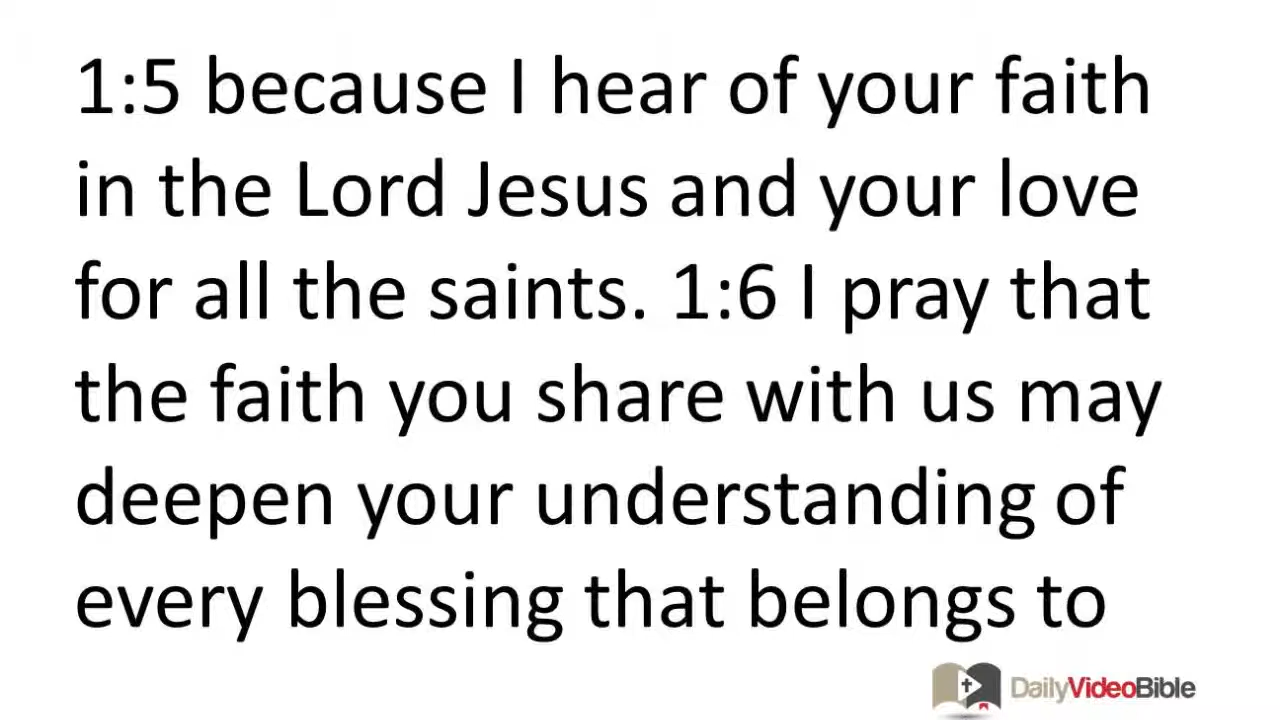 1:5 because I hear of your faith
in the Lord Jesus and your love
for all the saints. 1:6 I pray that
the faith you share with us may
deepen your understanding of
every blessing that belongs to
DailyVideoBible